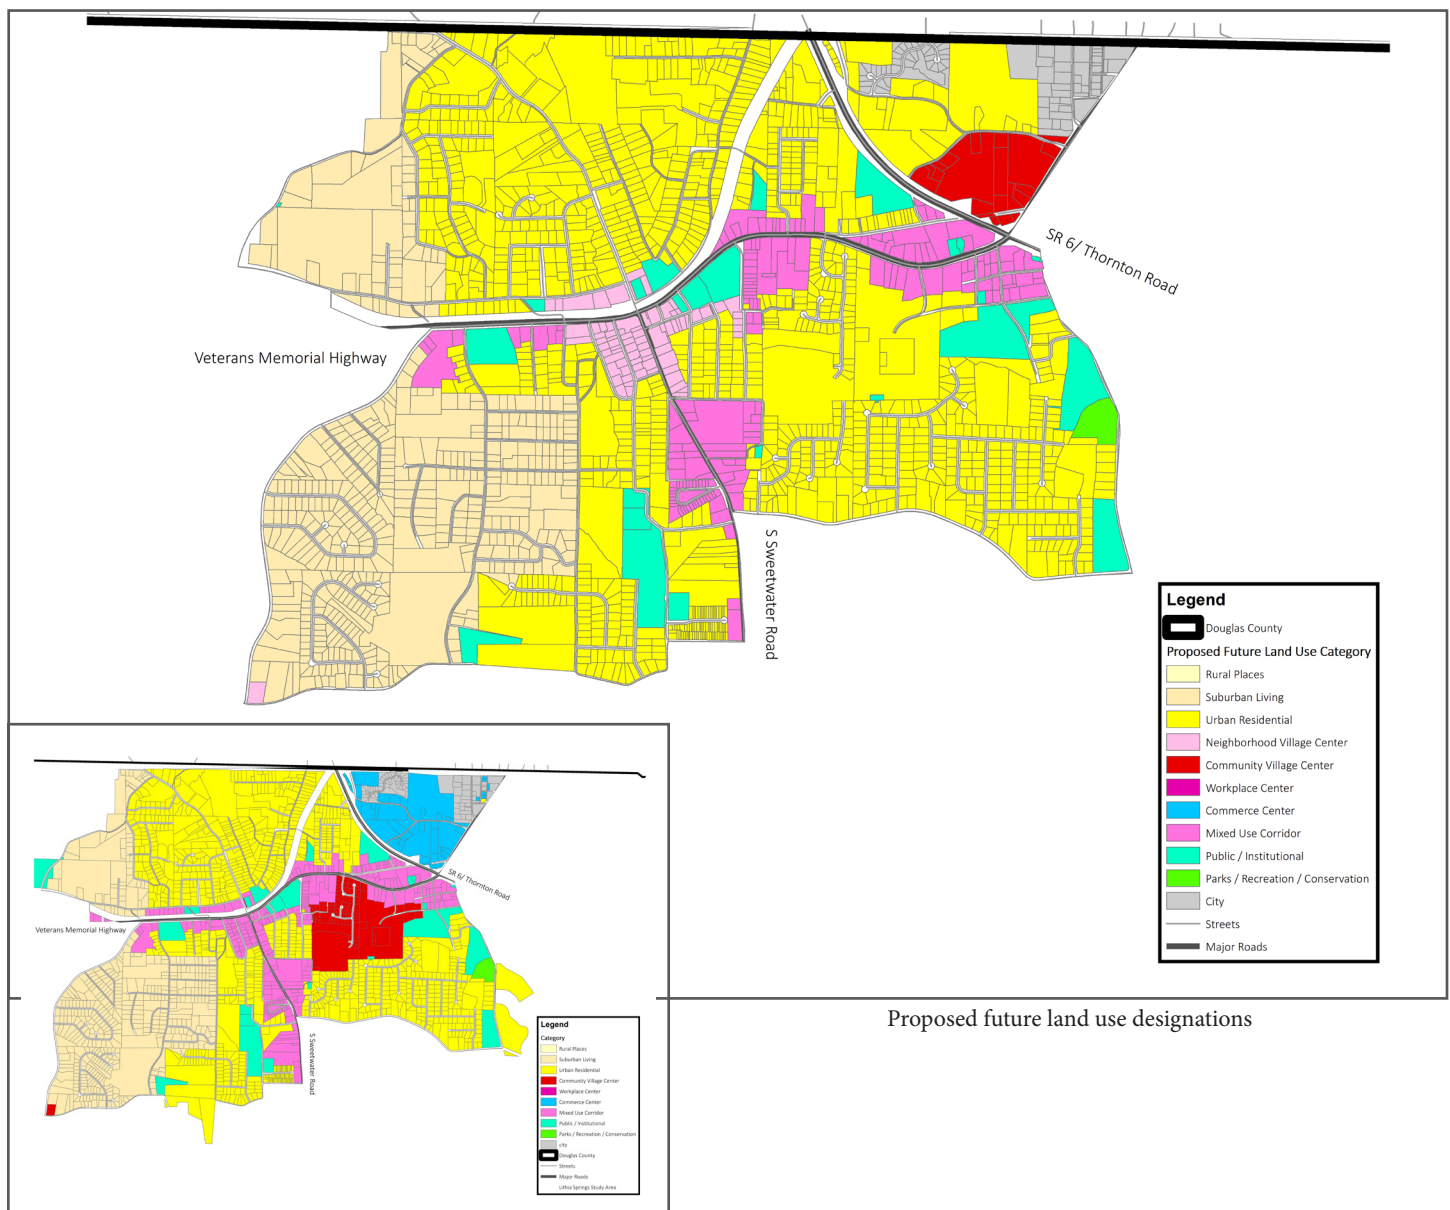 SR 6/ Thornton Road
Veterans Memorial Highway
S Sweetwater Road
Legend
Douglas County
Proposed Future Land Use Category
Rural Places
Suburban Living
Urban Residential
Neighborhood Village Center
Community Village Center
Workplace Center
Commerce Center
Mixed Use Corridor
Public / Institutional
Parks / Recreation / Conservation
City
Streets
Major Roads
Proposed future land use designations
SR 6/ Thornton Road
Veterans Memorial Highway
S Sweetwater Road
Legend
Category
Rural Places
Suburban Living
Urban Residential
Community Village Center
Workplace Center
Commerce Center
Mixed Use Corridor
Public / Institutional
Parks / Recreation / Conservation
city
Douglas County
Streets
Major Roads
Lithia Springs Study Area